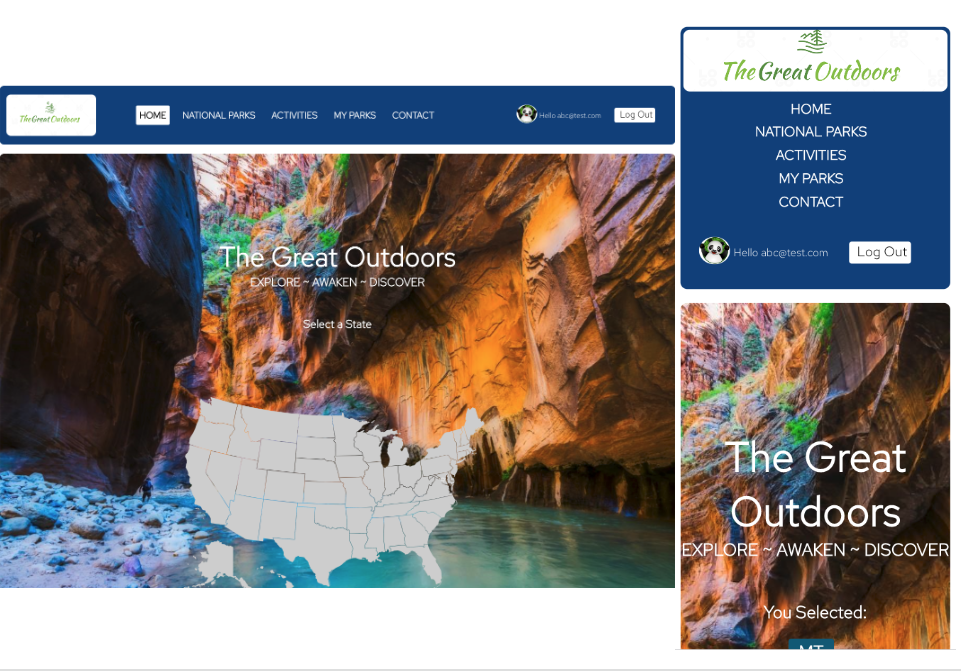 The Great Outdoors
HOME
NATIONAL PARKS
ACTIVITIES
MY PARKS
CONTACT
Hello abc@test.com
Log Out
The Great Outdoors
EXPLORE ~ AWAKEN ~ DISCOVER
Select a State
The Great Outdoors
HOME
NATIONAL PARKS
ACTIVITIES
MY PARKS
CONTACT
Hello abc@test.com
Log Out
The Great
Outdoors
EXPLORE ~ AWAKEN ~ DISCOVER
You Selected:
MT